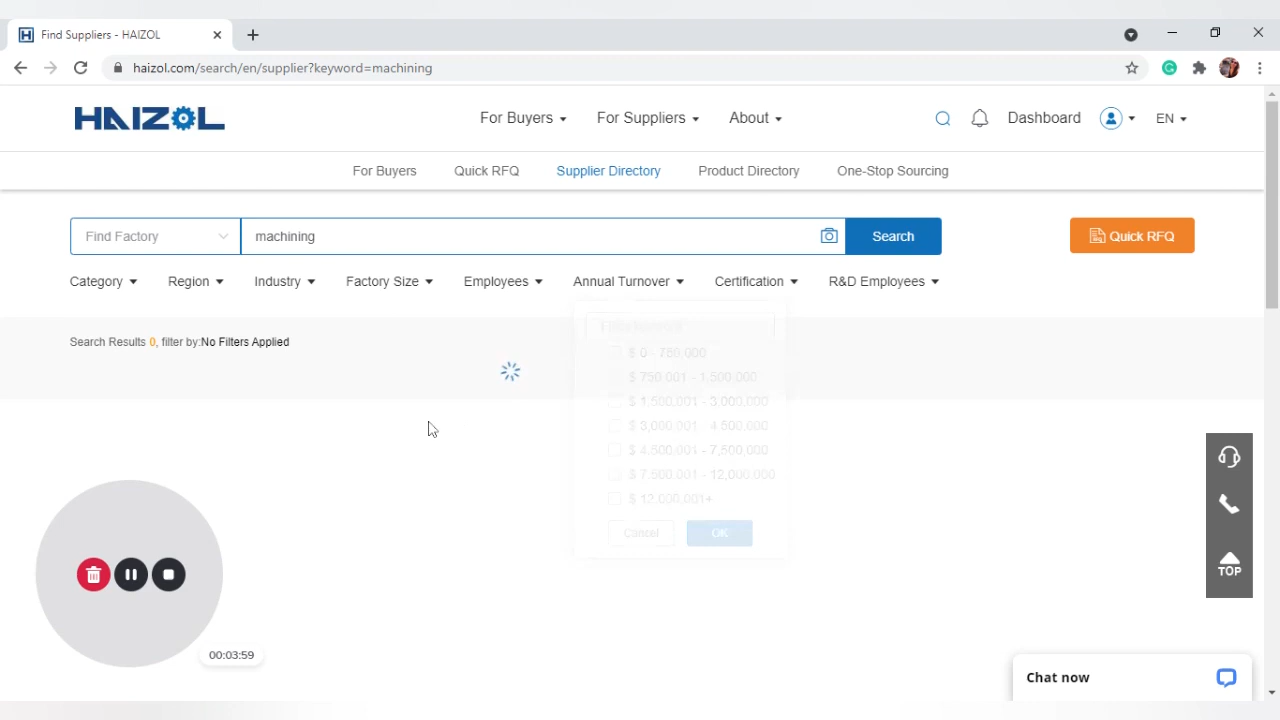 Find Suppliers - HAIZOL
haizol.com/search/en/supplier?keyword=machining
HAIZOL
For Buyers
For Suppliers
About
Dashboard
EN
For Buyers
Quick RFQ
Supplier Directory
Product Directory
One-Stop Sourcing
Find Factory
machining
Search
Quick RFQ
Category
Region
Industry
Factory Size
Employees
Annual Turnover
Certification
R&D Employees
Search Results 0, filter by:No Filters Applied
$ 0 - 750,000
$ 750,001 - 1,500,000
$ 1,500,001 - 3,000,000
$ 3,000,001 - 4,500,000
$ 4,500,001 - 7,500,000
$ 7,500,001 - 12,000,000
$ 12,000,001+
Cancel
OK
TOP
00:03:59
Chat now